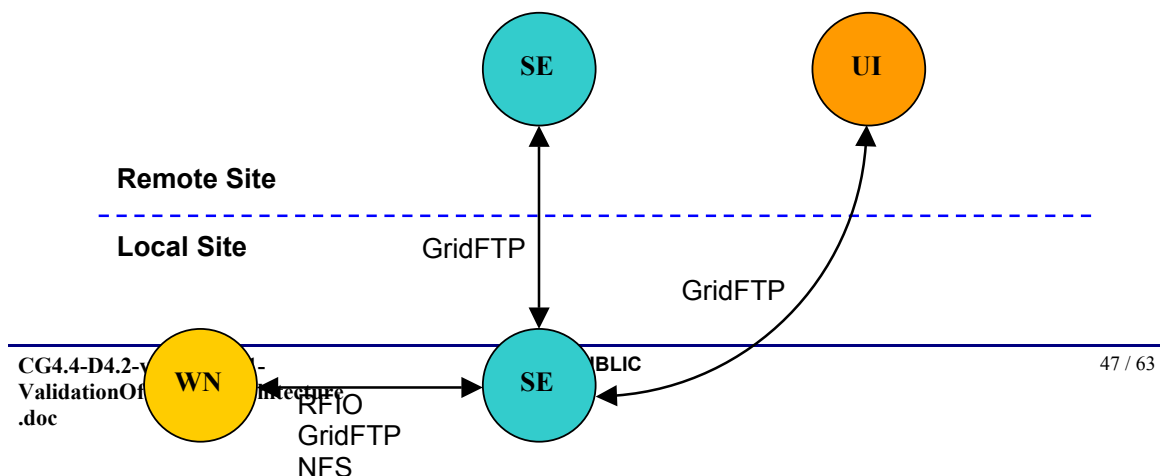 SE
UI
Remote Site
Local Site
GridFTP
GridFTP
CG4.4-D4.2-
47 / 63
WN
SE
ValidationOf
.doc
RFIO
GridFTP
NFS